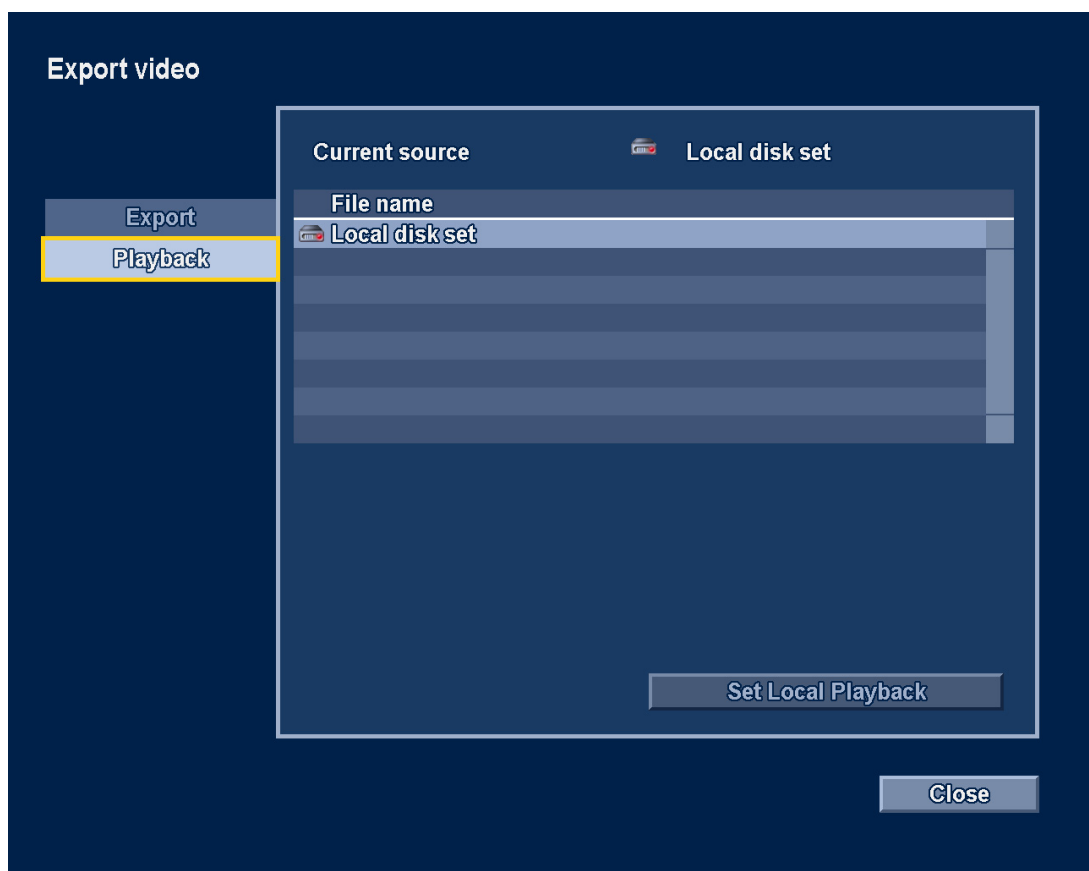 Export video
Current source Local disk set
File name
Local disk set
Export
Playback
Set Local Playback
Close